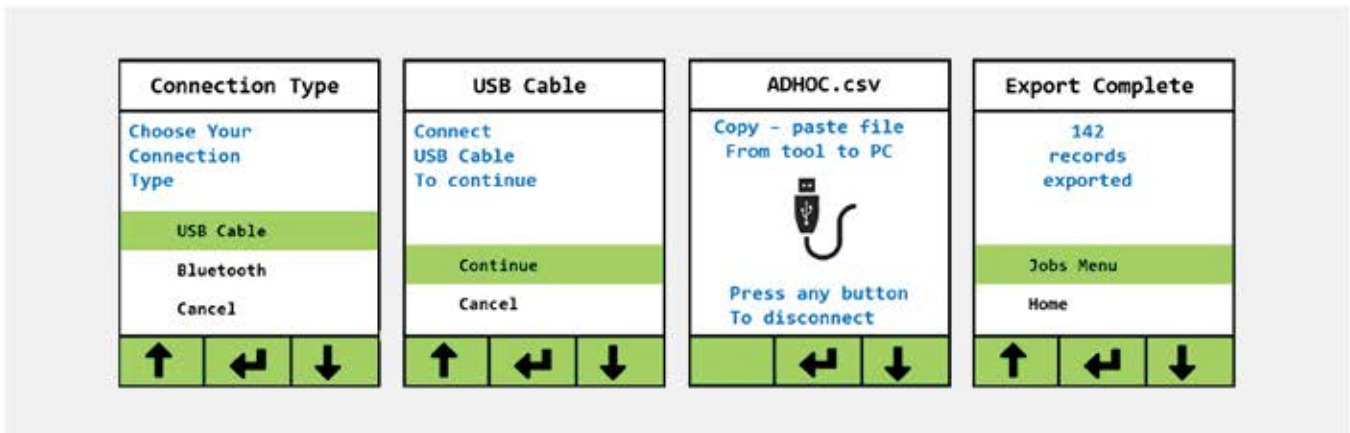 Connection Type
Choose Your
Connection
Type
USB Cable
Bluetooth
Cancel
USB Cable
Connect
USB Cable
To continue
Continue
Cancel
ADHOC.csv
Copy - paste file
From tool to PC
Press any button
To disconnect
Export Complete
142
records
exported
Jobs Menu
Home